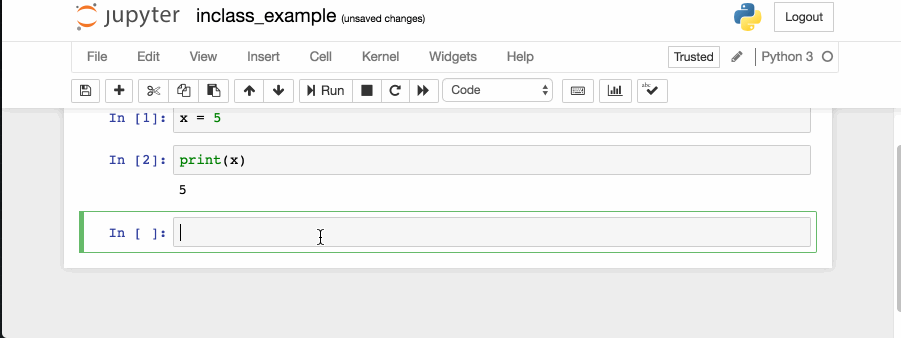 jupyter inclass_example (unsaved changes) Logout
File Edit View Insert Cell Kernel Widgets Help Trusted Python 3
Run Code abc
In [1]: x = 5
In [2]: print(x)
5
In [ ]: